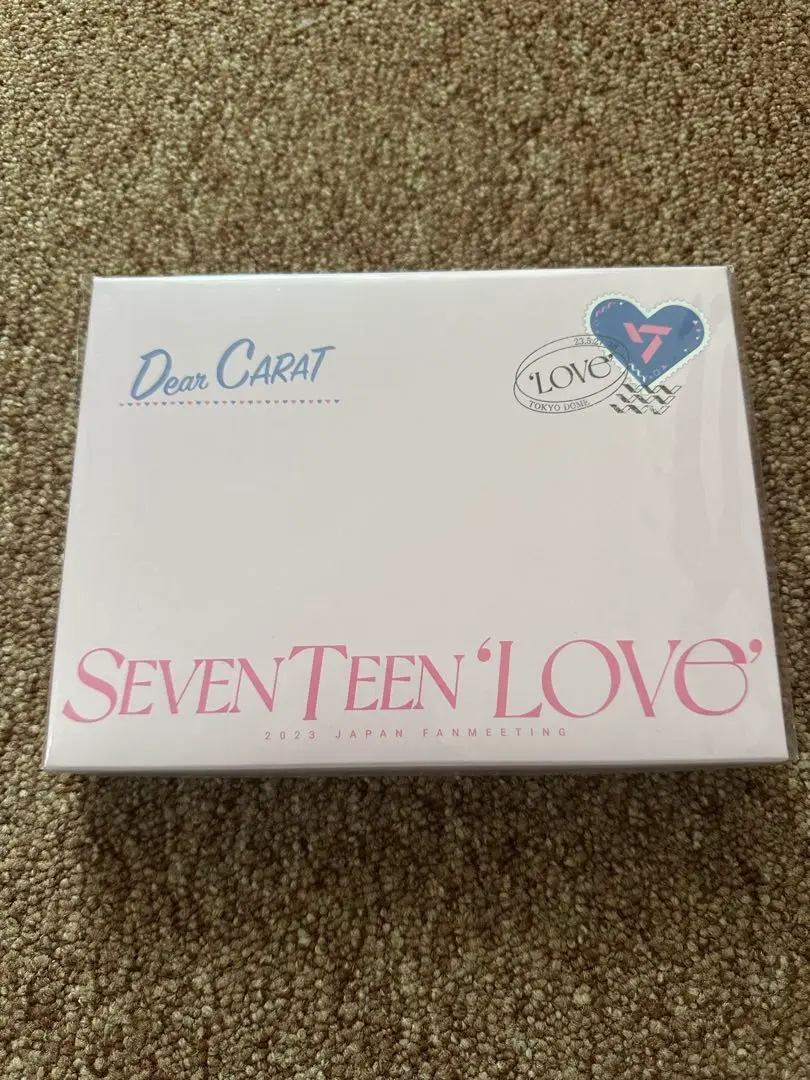 Dear CARAT
'LOVE'
TOKYO DOME
SEVENTEEN 'LOVE'
2023 JAPAN FANMEETING